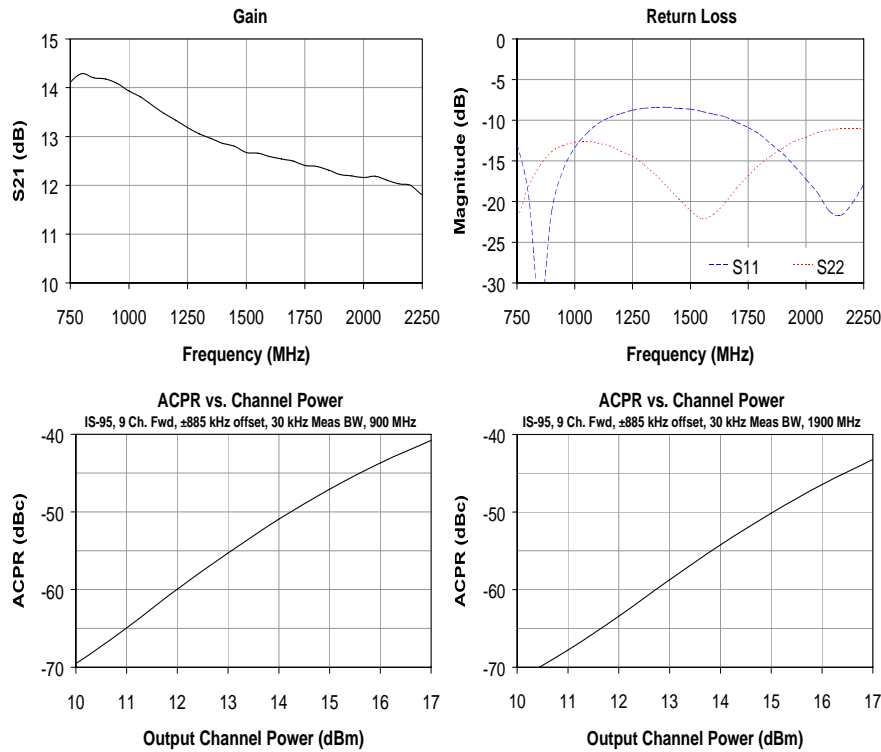 Gain
S21 (dB)
15
14
13
12
11
10
750 1000 1250 1500 1750 2000 2250
Frequency (MHz)
Return Loss
Magnitude (dB)
0
-5
-10
-15
-20
-25
-30
S11 S22
750 1000 1250 1500 1750 2000 2250
Frequency (MHz)
ACPR vs. Channel Power
IS-95, 9 Ch. Fwd, ±885 kHz offset, 30 kHz Meas BW, 900 MHz
ACPR (dBc)
-40
-50
-60
-70
10 11 12 13 14 15 16 17
Output Channel Power (dBm)
ACPR vs. Channel Power
IS-95, 9 Ch. Fwd, ±885 kHz offset, 30 kHz Meas BW, 1900 MHz
ACPR (dBc)
-40
-50
-60
-70
10 11 12 13 14 15 16 17
Output Channel Power (dBm)